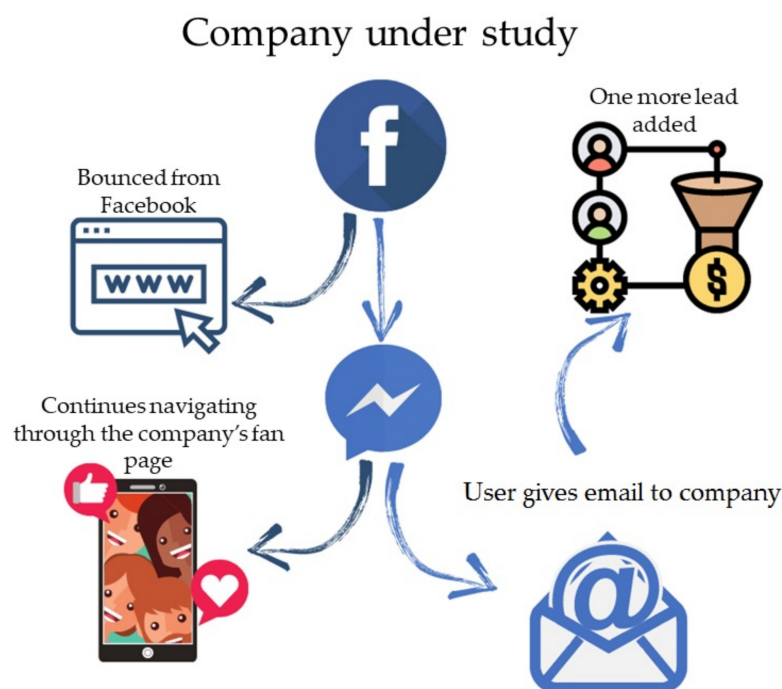 Company under study
f
One more lead
added
Bounced from
Facebook
WWW
$
Continues navigating
through the company's fan
page
User gives email to company
@